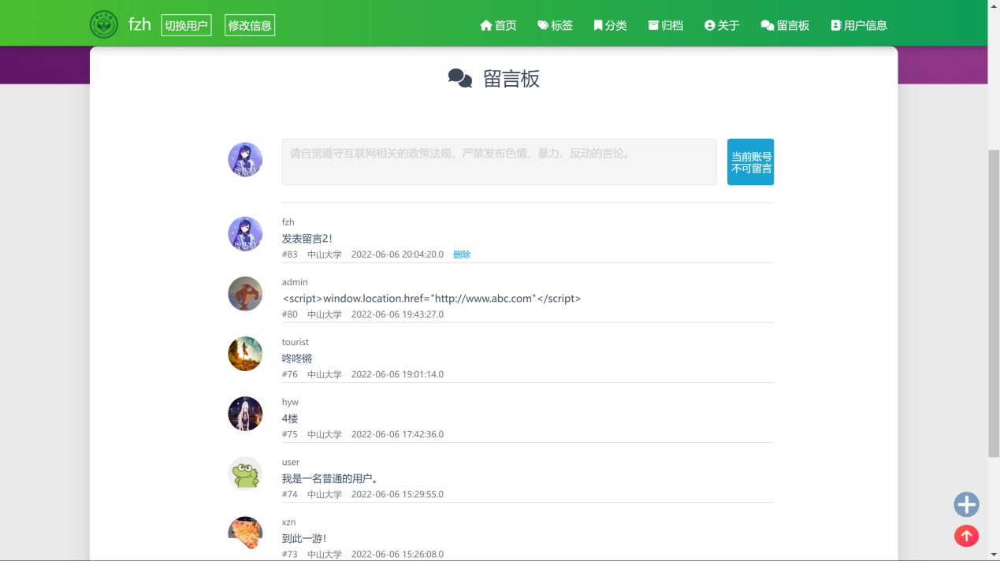 fzh 切换用户 修改信息 首页 标签 分类 归档 关于 留言板 用户信息
留言板
请自觉遵守互联网相关的政策法规，严禁发布色情、暴力、反动的言论。
当前账号
不可留言
fzh
发表留言2！
#83 中山大学 2022-06-06 20:04:20.0 删除
admin
<script>window.location.href="http://www.abc.com"</script>
#80 中山大学 2022-06-06 19:43:27.0
tourist
咚咚锵
#76 中山大学 2022-06-06 19:01:14.0
hyw
4楼
#75 中山大学 2022-06-06 17:42:36.0
user
我是一名普通的用户。
#74 中山大学 2022-06-06 15:29:55.0
xzn
到此一游！
#73 中山大学 2022-06-06 15:26:08.0